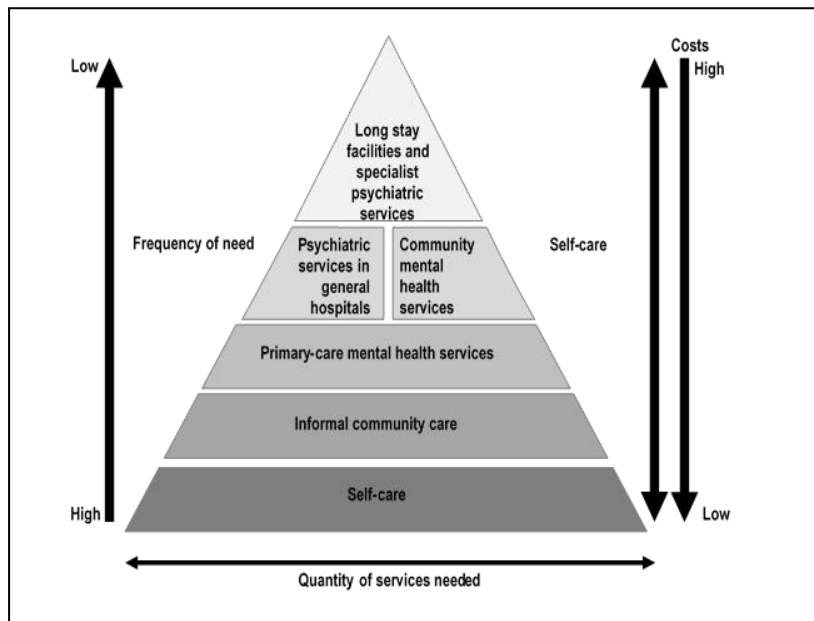 Costs
Low
High
Long stay
facilities and
specialist
psychiatric
services
Frequency of need
Psychiatric
services in
general
hospitals
Community
mental
health
services
Self-care
Primary-care mental health services
Informal community care
Self-care
High
Low
Quantity of services needed